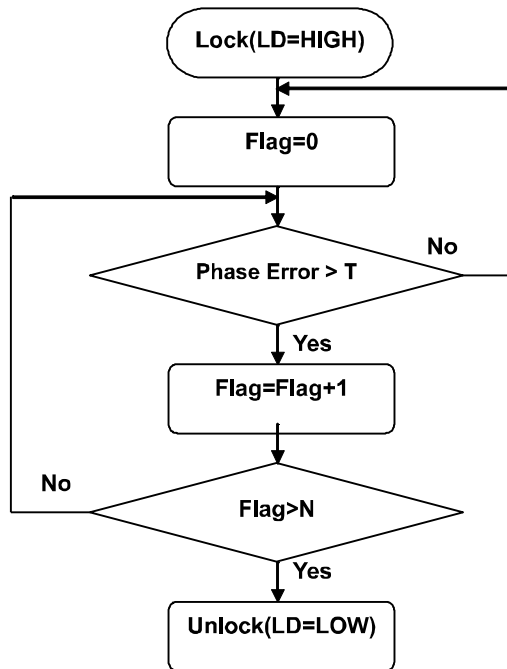 Lock(LD=HIGH)
Flag=0
Phase Error > T
No
Yes
Flag=Flag+1
No
Flag>N
Yes
Unlock(LD=LOW)